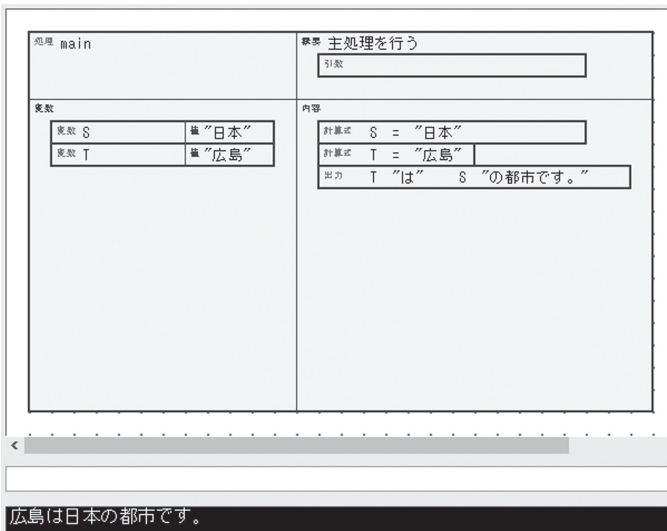 処理 main
概要 主処理を行う
引数
変数
変数 S 値 "日本"
変数 T 値 "広島"
内容
計算式 S = "日本"
計算式 T = "広島"
出力 T "は" S "の都市です。"
広島は日本の都市です。